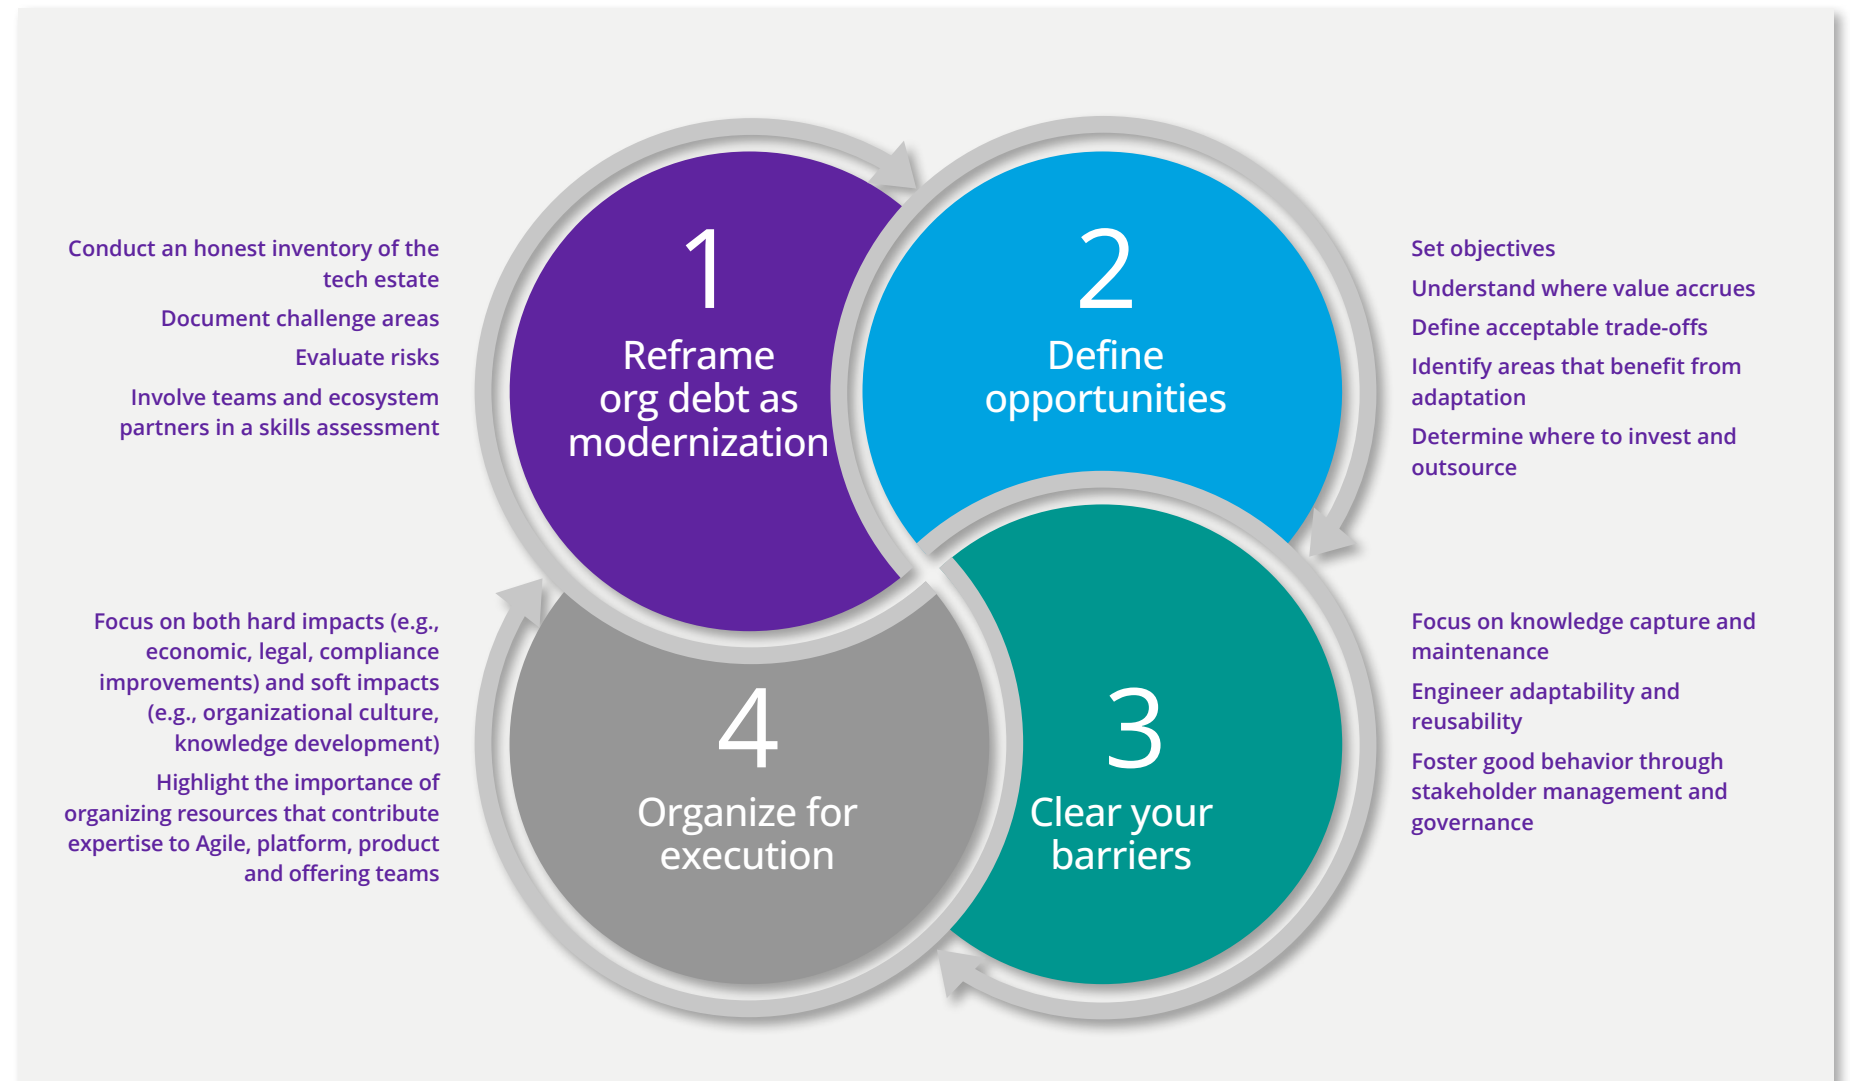 Conduct an honest inventory of the
tech estate
Document challenge areas
Evaluate risks
Involve teams and ecosystem
partners in a skills assessment
1
Reframe
org debt as
modernization
2
Define
opportunities
Set objectives
Understand where value accrues
Define acceptable trade-offs
Identify areas that benefit from
adaptation
Determine where to invest and
outsource
3
Clear your
barriers
Focus on knowledge capture and
maintenance
Engineer adaptability and
reusability
Foster good behavior through
stakeholder management and
governance
4
Organize for
execution
Focus on both hard impacts (e.g.,
economic, legal, compliance
improvements) and soft impacts
(e.g., organizational culture,
knowledge development)
Highlight the importance of
organizing resources that contribute
expertise to Agile, platform, product
and offering teams